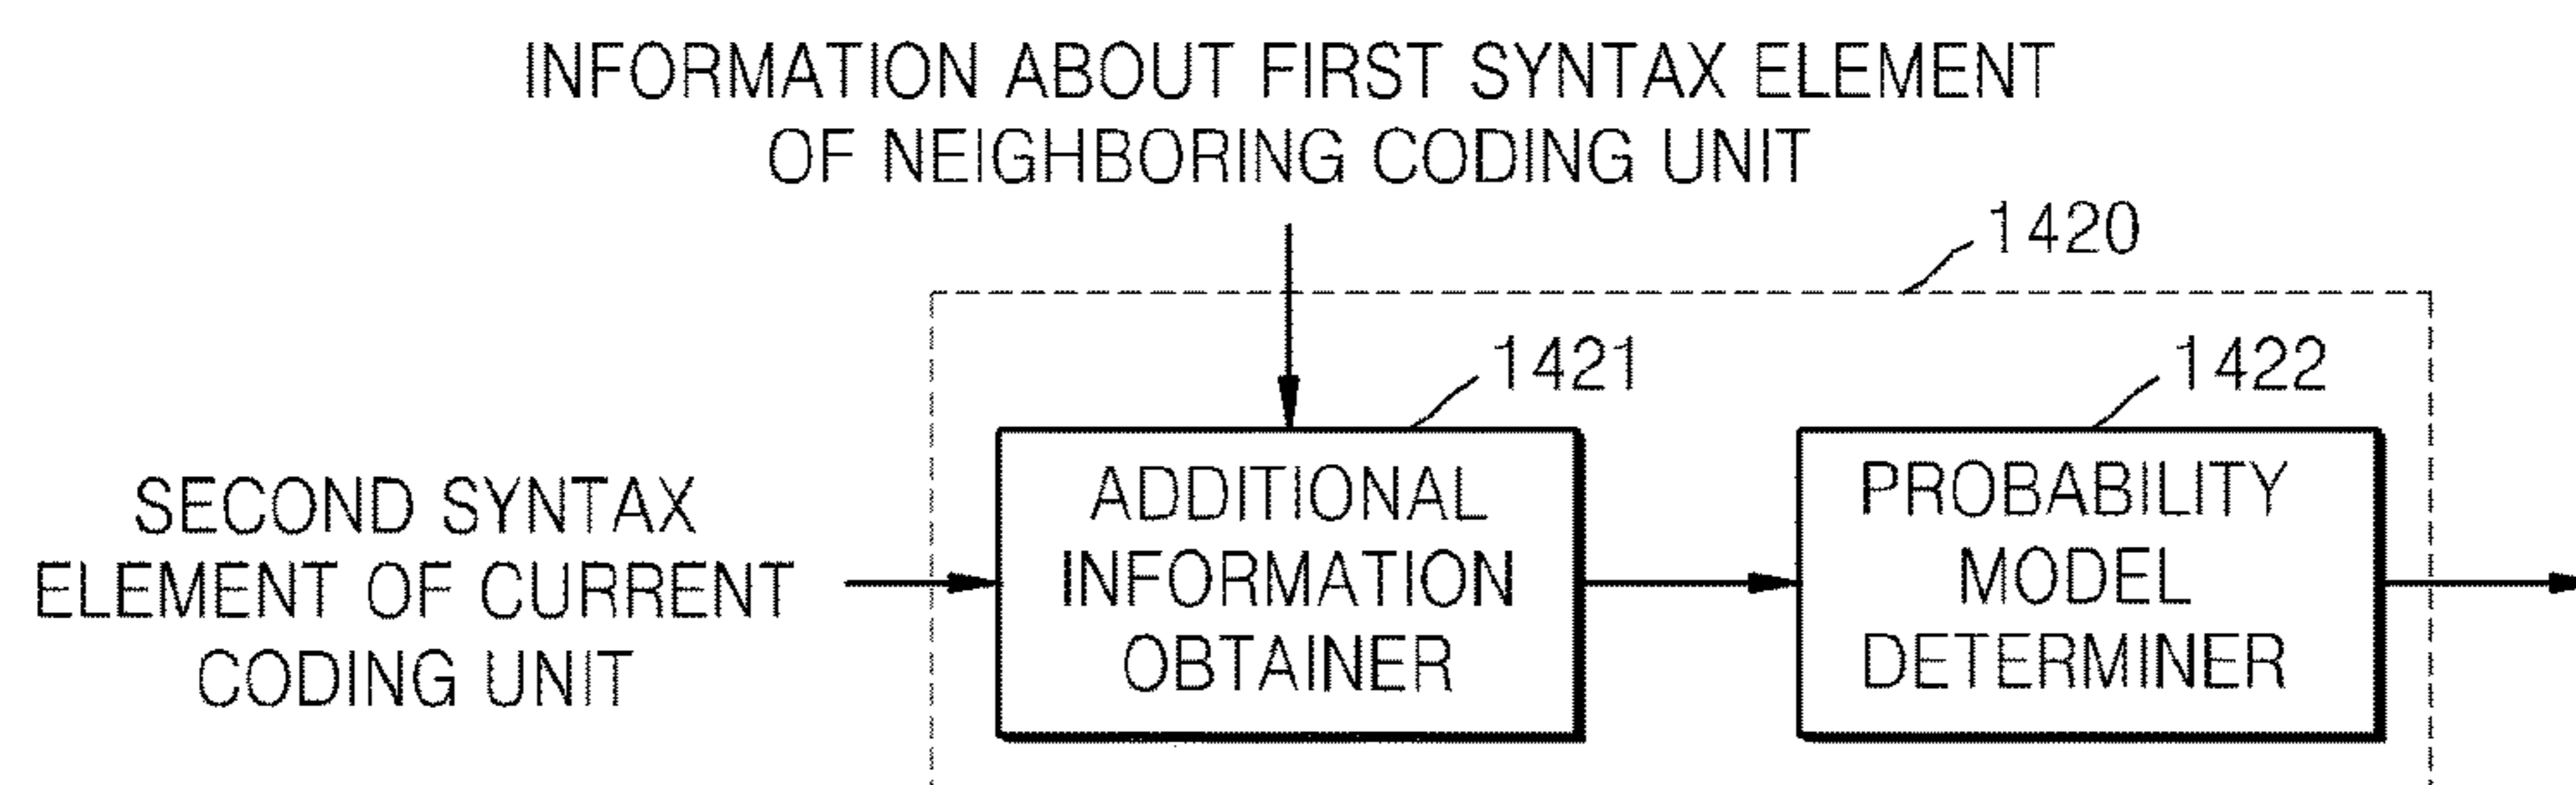 INFORMATION ABOUT FIRST SYNTAX ELEMENT
OF NEIGHBORING CODING UNIT
1420
1421
1422
SECOND SYNTAX
ELEMENT OF CURRENT
CODING UNIT
ADDITIONAL
INFORMATION
OBTAINER
PROBABILITY
MODEL
DETERMINER